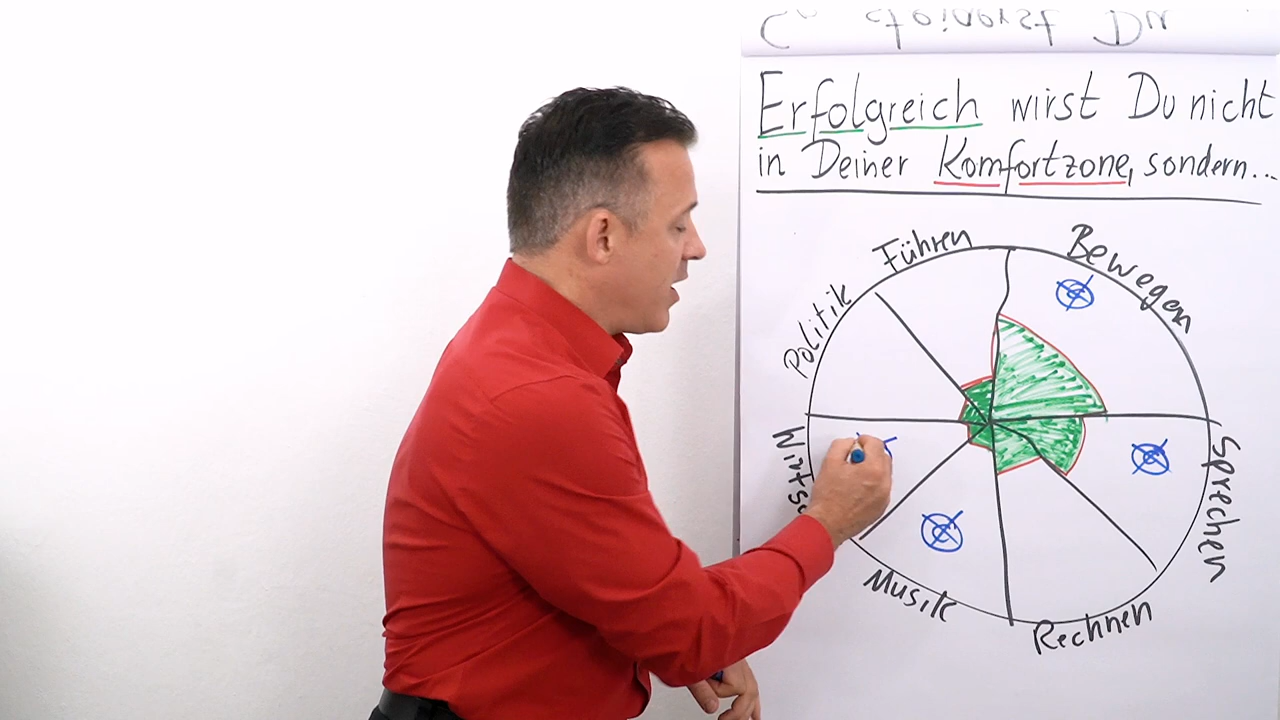 Erfolgreich wirst Du nicht
in Deiner Komfortzone, sondern...
Führen
Bewegen
Politik
Sprechen
Musik
Rechnen